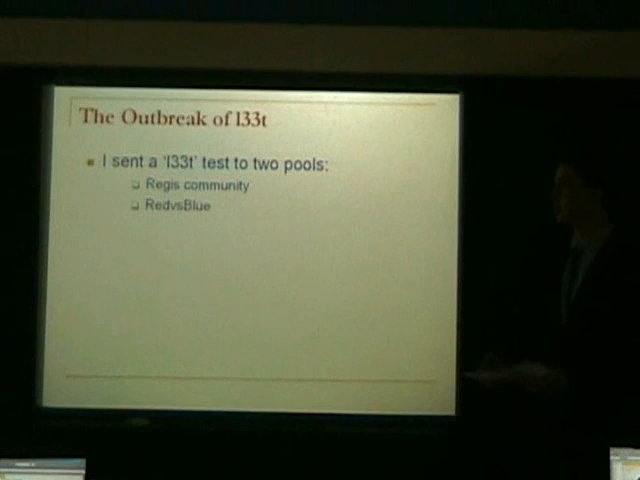 The Outbreak of l33t
I sent a 'l33t' test to two pools:
Regis community
RedvsBlue